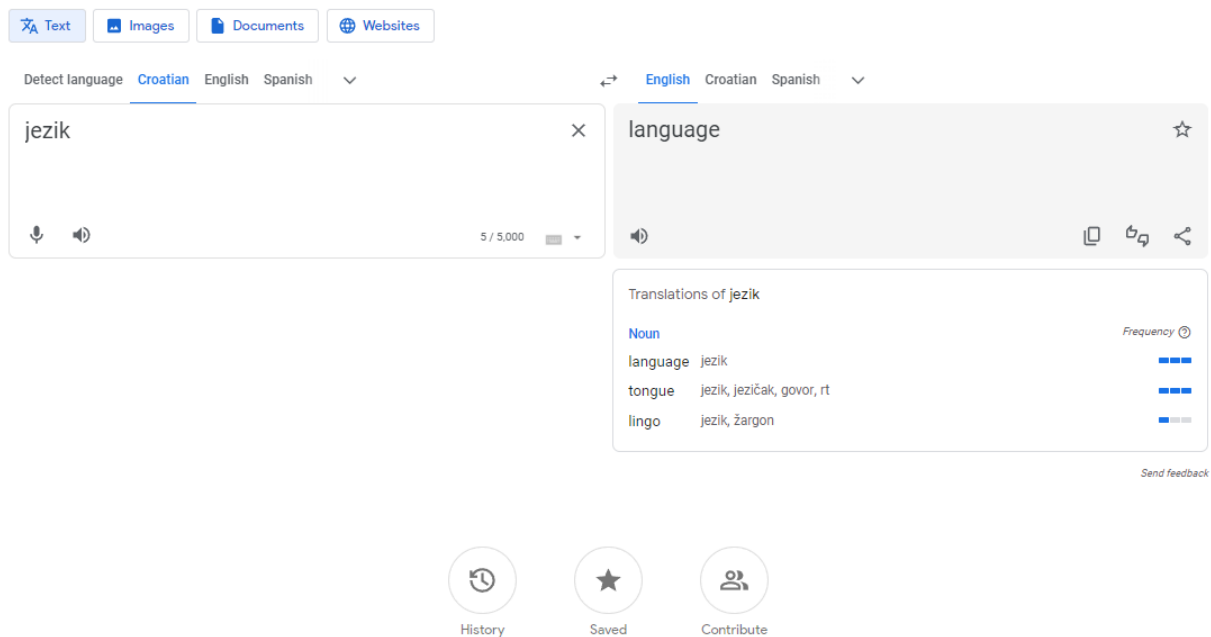 Text Images Documents Websites
Detect language Croatian English Spanish English Croatian Spanish
jezik
language
5 / 5,000
Translations of jezik
Noun Frequency
language jezik
tongue jezik, jezičak, govor, rt
lingo jezik, žargon
Send feedback
History Saved Contribute